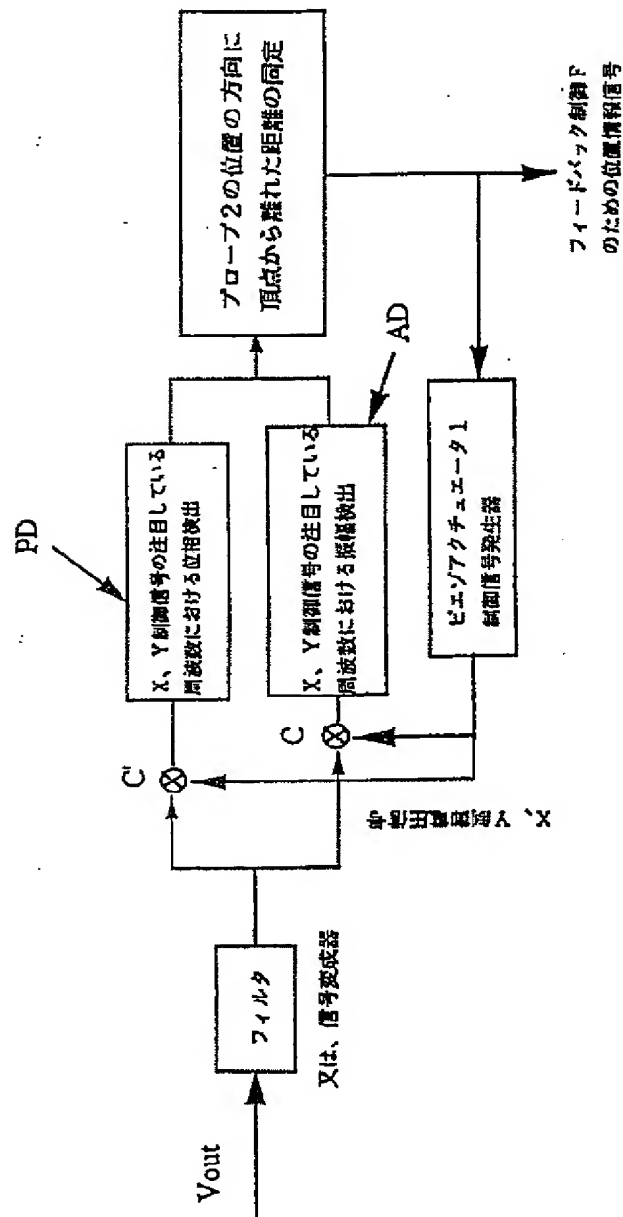 Vout
フィルタ
又は、信号変成器
C'
C
PD
X、Y制御信号の注目している
周波数における位相検出
X、Y制御信号の注目している
周波数における振幅検出
AD
X、Y制御電圧信号
ピエゾアクチュエータ1
制御信号発生器
プローブ2の位置の方向に
頂点から離れた距離の同定
フィードバック制御F
のための位置情報信号